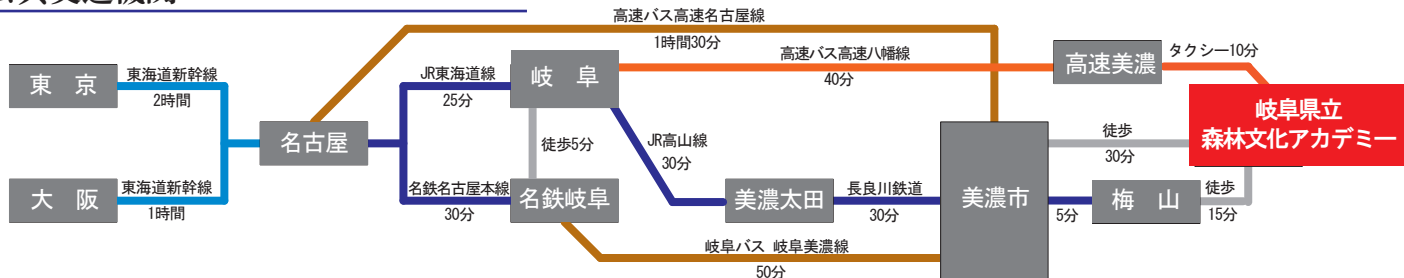 高速バス高速名古屋線
1時間30分
東　京
東海道新幹線
2時間
JR東海道線
25分
岐　阜
高速バス高速八幡線
40分
高速美濃
タクシー10分
岐阜県立
森林文化アカデミー
名古屋
徒歩5分
JR高山線
30分
徒歩
30分
大　阪
東海道新幹線
1時間
名鉄名古屋本線
30分
名鉄岐阜
美濃太田
長良川鉄道
30分
美濃市
5分
梅　山
徒歩
15分
岐阜バス 岐阜美濃線
50分